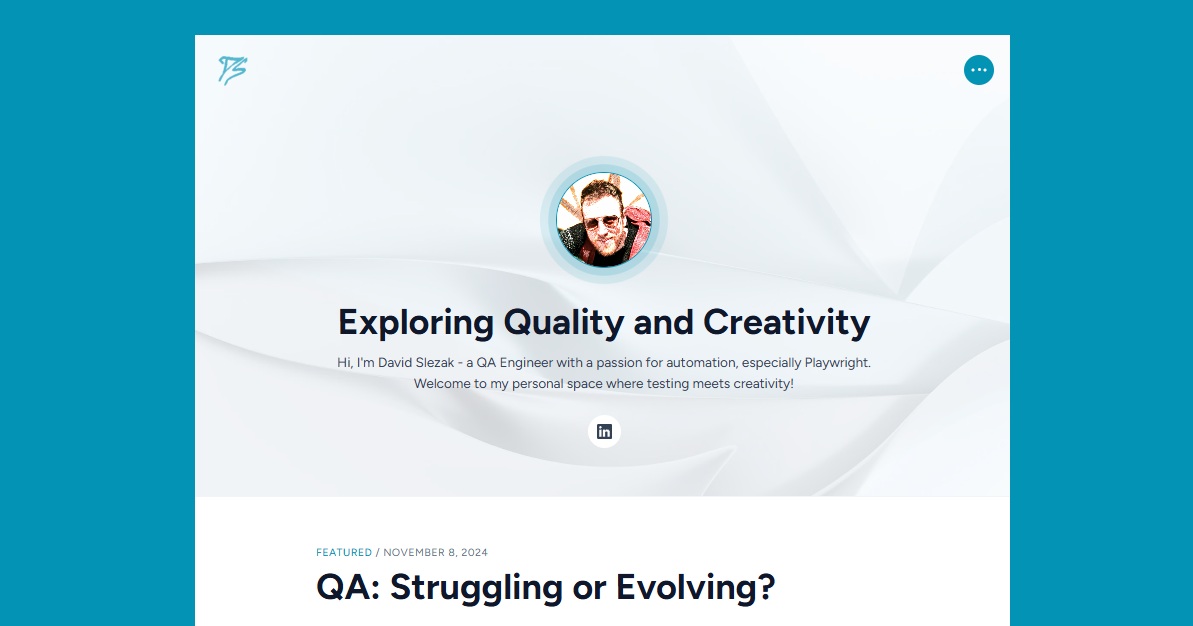 Exploring Quality and Creativity
Hi, I'm David Slezak - a QA Engineer with a passion for automation, especially Playwright.
Welcome to my personal space where testing meets creativity!
in
FEATURED / NOVEMBER 8, 2024
QA: Struggling or Evolving?